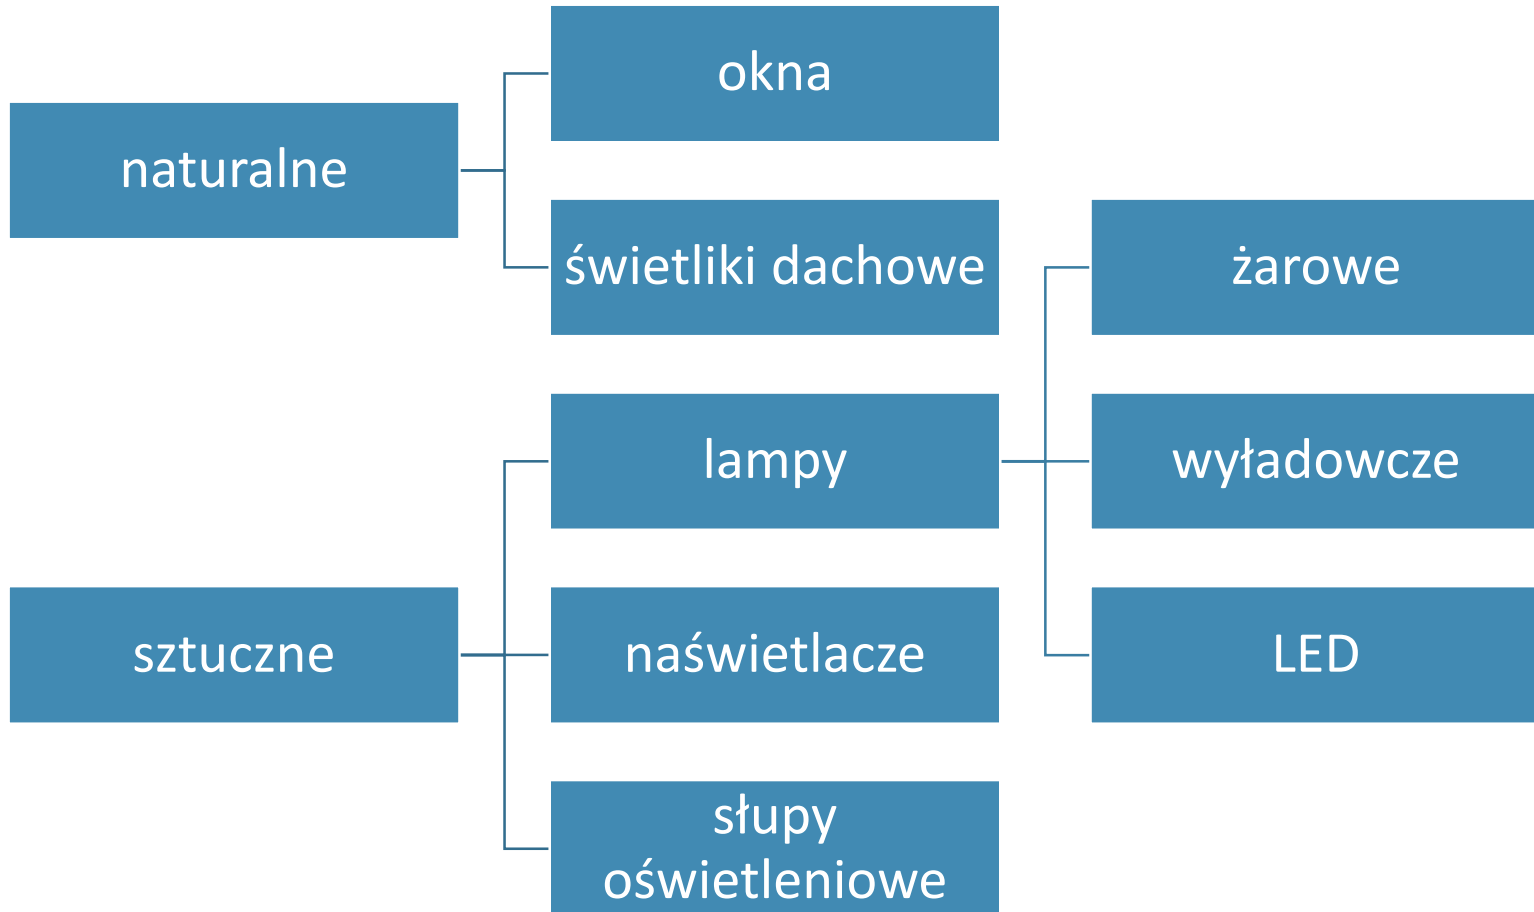 naturalne
okna
świetliki dachowe
sztuczne
lampy
żarowe
wyładowcze
LED
naświetlacze
słupy
oświetleniowe